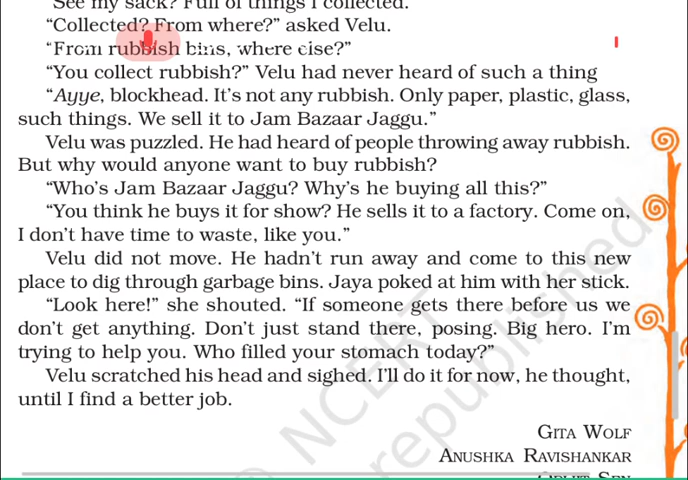 “See my sack? Full of things I collected.”
“Collected? From where?” asked Velu.
“From rubbish bins, where else?”
“You collect rubbish?” Velu had never heard of such a thing
“Ayye, blockhead. It’s not any rubbish. Only paper, plastic, glass,
such things. We sell it to Jam Bazaar Jaggu.”
Velu was puzzled. He had heard of people throwing away rubbish.
But why would anyone want to buy rubbish?
“Who’s Jam Bazaar Jaggu? Why’s he buying all this?”
“You think he buys it for show? He sells it to a factory. Come on,
I don’t have time to waste, like you.”
Velu did not move. He hadn’t run away and come to this new
place to dig through garbage bins. Jaya poked at him with her stick.
“Look here!” she shouted. “If someone gets there before us we
don’t get anything. Don’t just stand there, posing. Big hero. I’m
trying to help you. Who filled your stomach today?”
Velu scratched his head and sighed. I’ll do it for now, he thought,
until I find a better job.
GITA WOLF
ANUSHKA RAVISHANKAR
© NCERT
republished